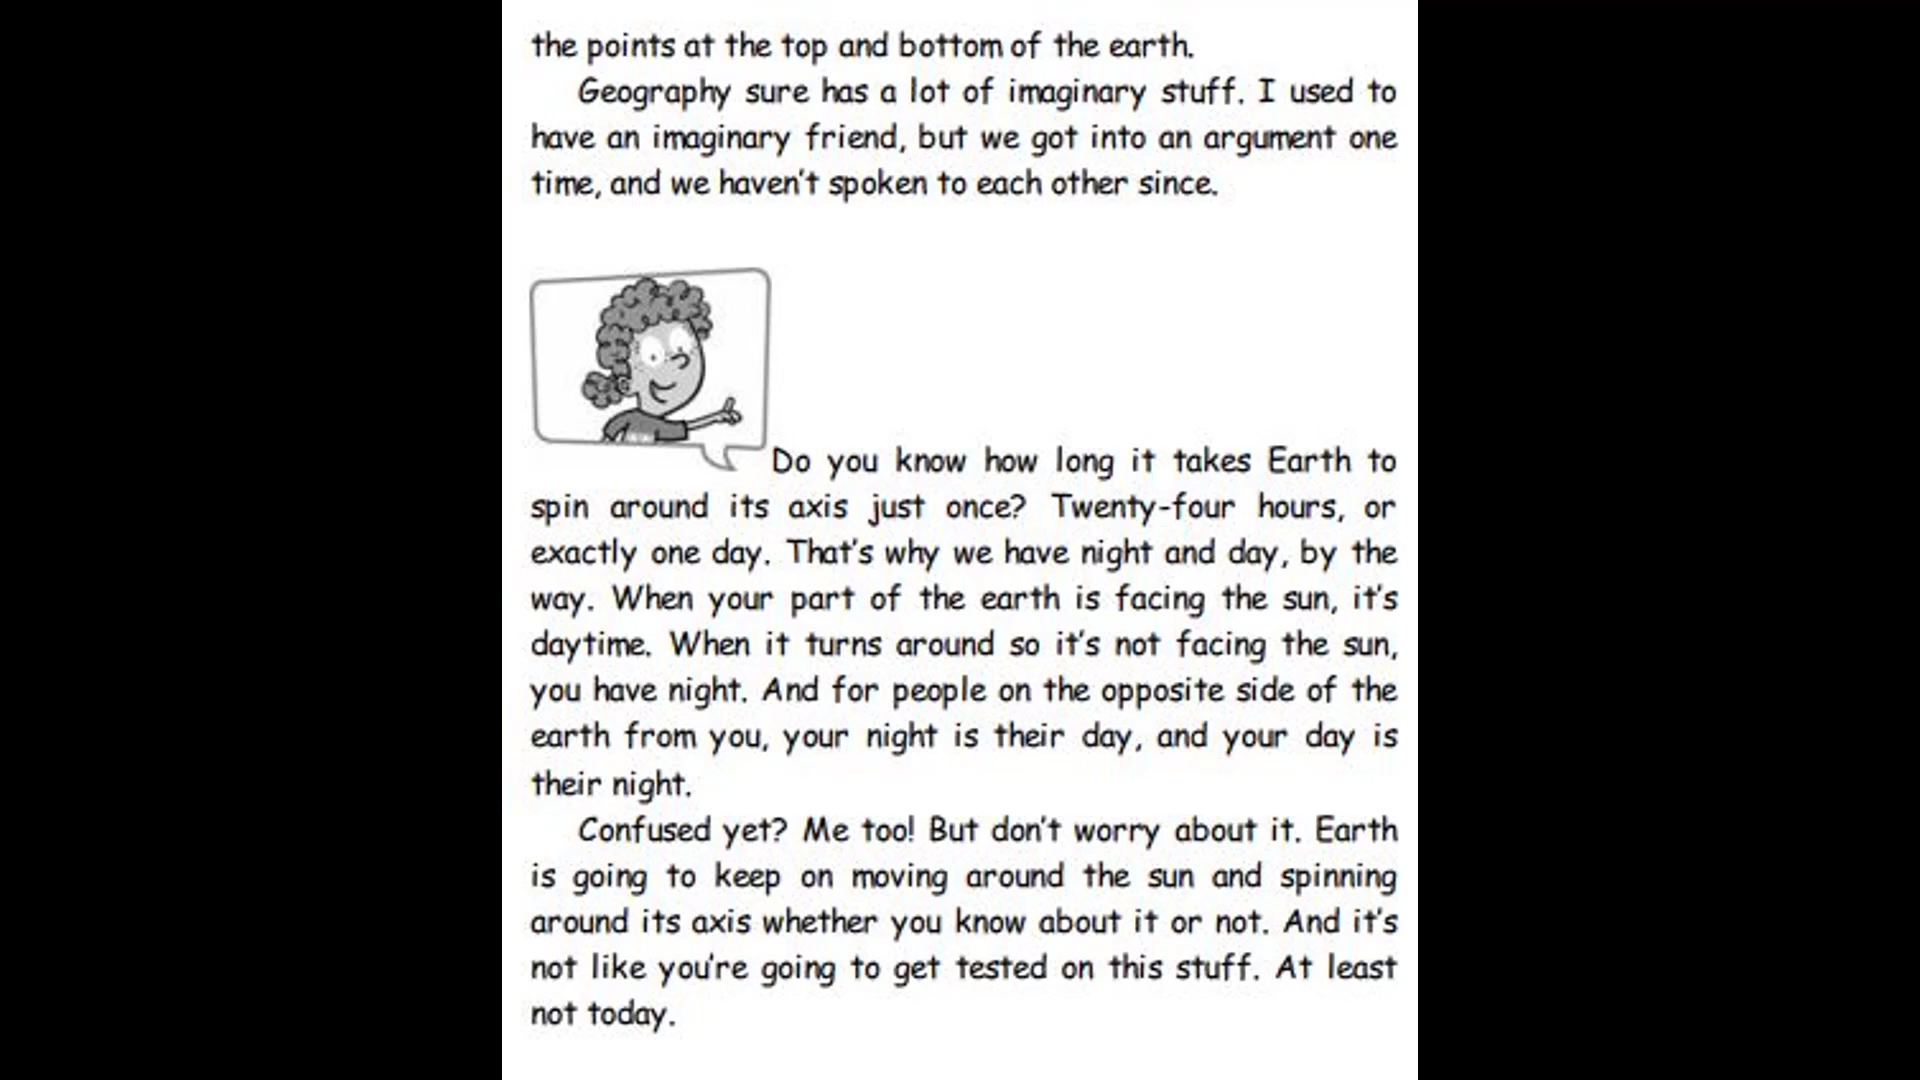 the points at the top and bottom of the earth.
Geography sure has a lot of imaginary stuff. I used to
have an imaginary friend, but we got into an argument one
time, and we haven't spoken to each other since.
Do you know how long it takes Earth to
spin around its axis just once? Twenty-four hours, or
exactly one day. That's why we have night and day, by the
way. When your part of the earth is facing the sun, it's
daytime. When it turns around so it's not facing the sun,
you have night. And for people on the opposite side of the
earth from you, your night is their day, and your day is
their night.
Confused yet? Me too! But don't worry about it. Earth
is going to keep on moving around the sun and spinning
around its axis whether you know about it or not. And it's
not like you're going to get tested on this stuff. At least
not today.